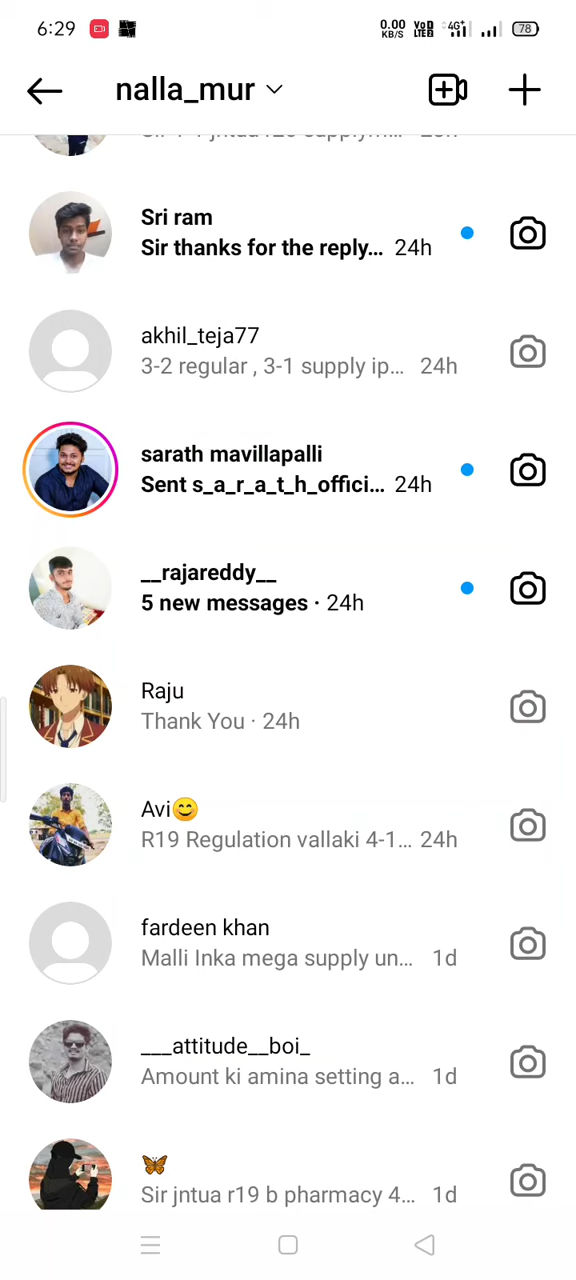 6:29
0.00 KB/S VoD LTE2 4G+ 78
nalla_mur
Sri ram
Sir thanks for the reply... 24h
akhil_teja77
3-2 regular , 3-1 supply ip... 24h
sarath mavillapalli
Sent s_a_r_a_t_h_offici... 24h
__rajareddy__
5 new messages · 24h
Raju
Thank You · 24h
Avi😊
R19 Regulation vallaki 4-1... 24h
fardeen khan
Malli Inka mega supply un... 1d
___attitude__boi_
Amount ki amina setting a... 1d
🦋
Sir jntua r19 b pharmacy 4... 1d